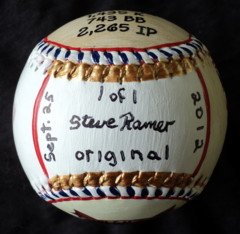 743 BB
2,265 IP
1 of 1
Steve Ramer
original
Sept. 25
2012